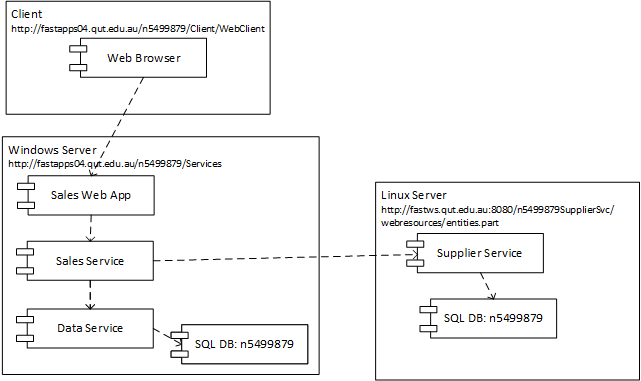 Client
http://fastapps04.qut.edu.au/n5499879/Client/WebClient
Web Browser
Windows Server
http://fastapps04.qut.edu.au/n5499879/Services
Sales Web App
Sales Service
Data Service
SQL DB: n5499879
Linux Server
http://fastws.qut.edu.au:8080/n5499879SupplierSvc/
webresources/entities.part
Supplier Service
SQL DB: n5499879